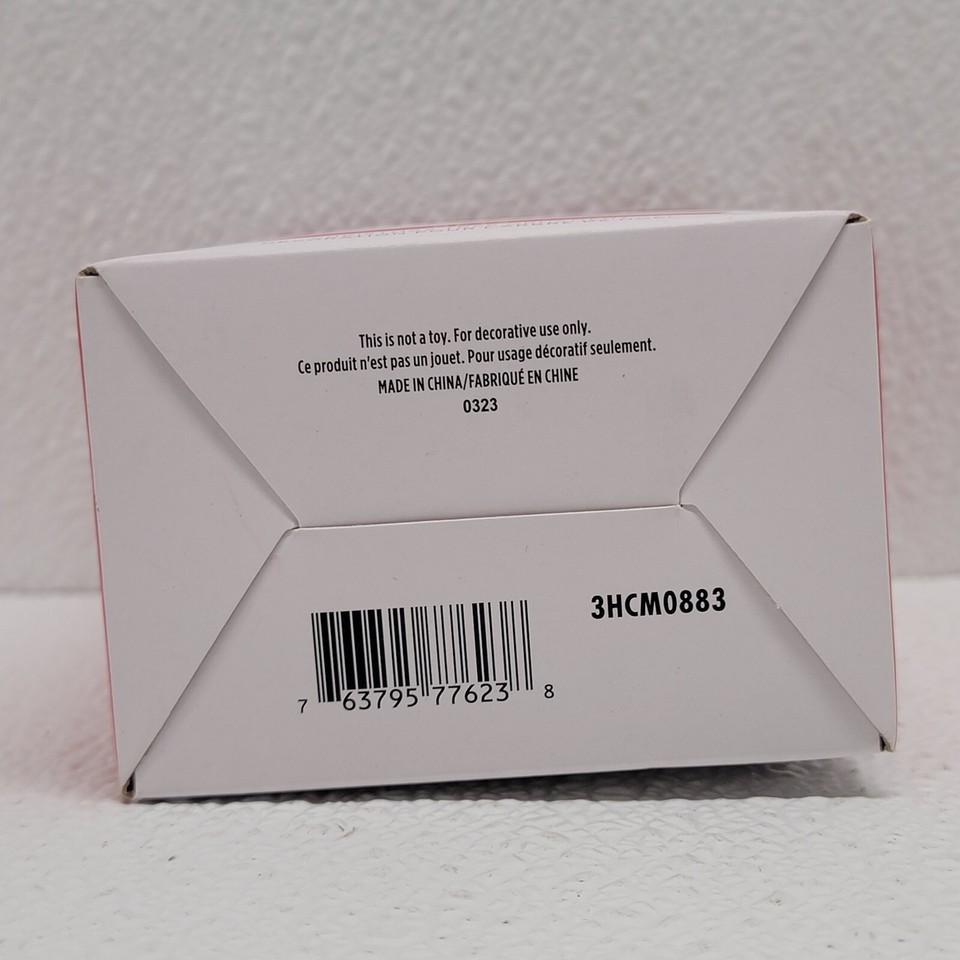 This is not a toy. For decorative use only.
Ce produit n'est pas un jouet. Pour usage décoratif seulement.
MADE IN CHINA/FABRIQUÉ EN CHINE
0323
3HCM0883
7 63795 77623 8